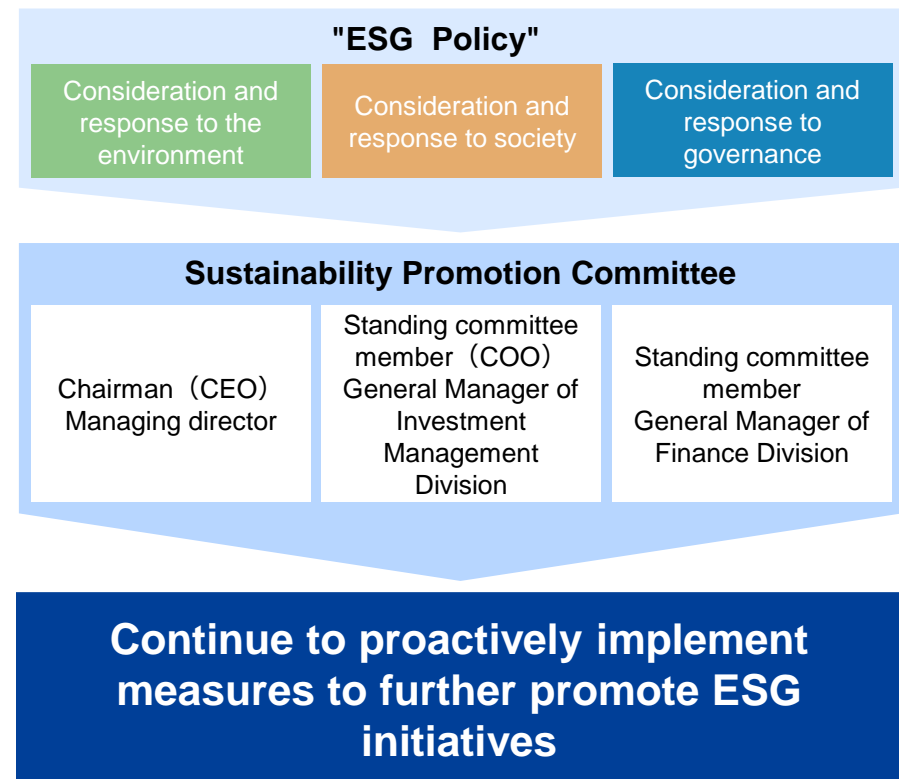 "ESG  Policy"
Consideration and
response to the
environment
Consideration and
response to society
Consideration and
response to
governance
Sustainability Promotion Committee
Chairman（CEO）
Managing director
Standing committee
member（COO）
General Manager of
Investment
Management
Division
Standing committee
member
General Manager of
Finance Division
Continue to proactively implement
measures to further promote ESG
initiatives